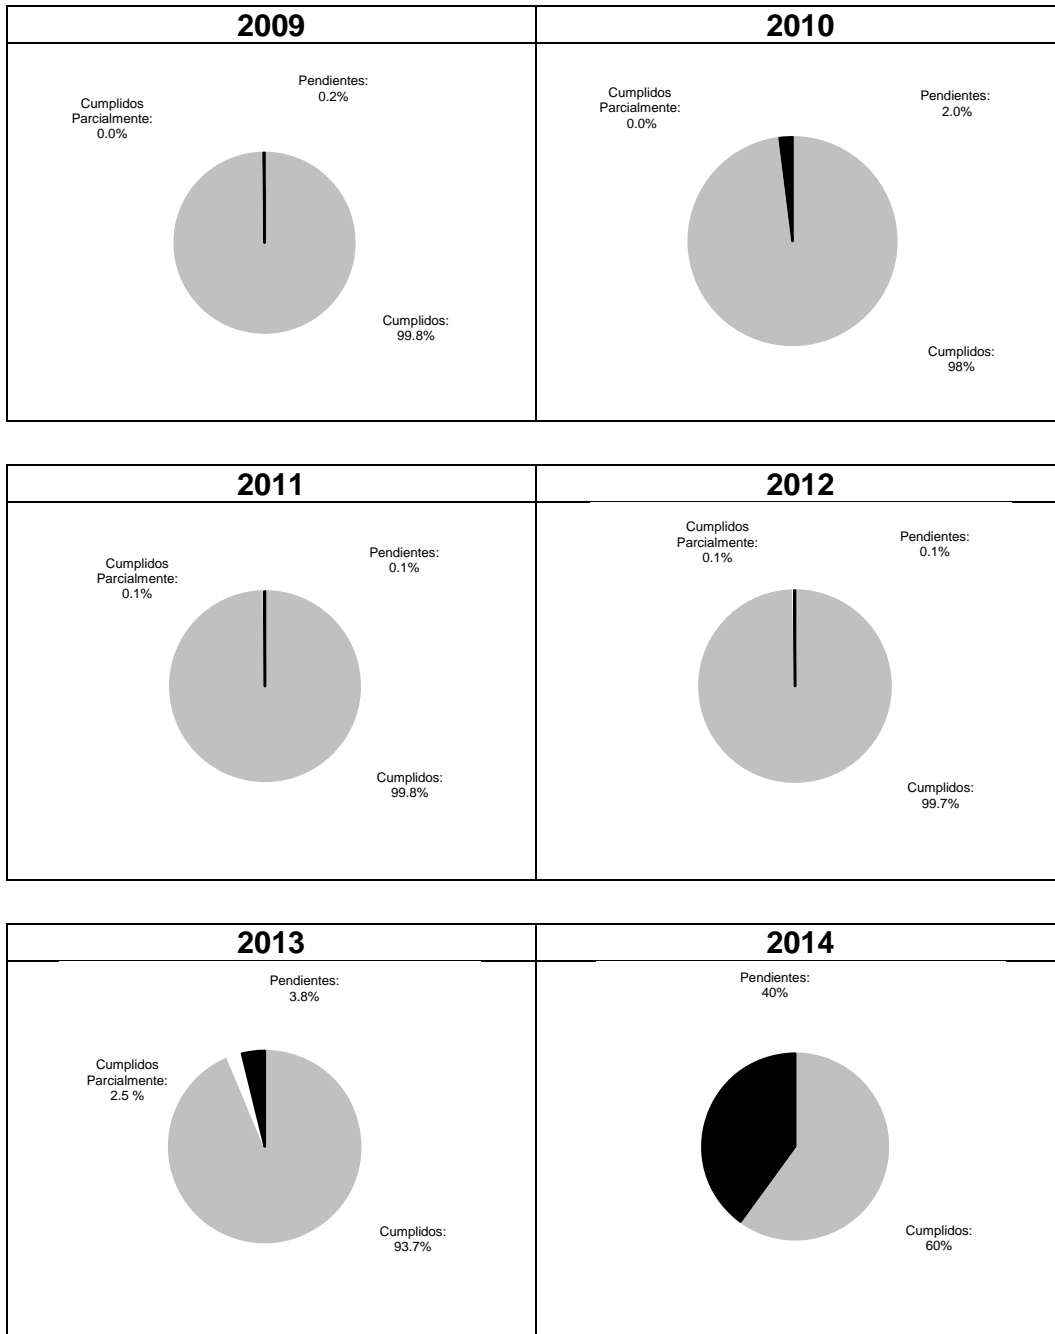 2009
2010
Pendientes:
0.2%
Cumplidos
Parcialmente:
0.0%
Cumplidos:
99.8%
Cumplidos
Parcialmente:
0.0%
Pendientes:
2.0%
Cumplidos:
98%
2011
2012
Cumplidos
Parcialmente:
0.1%
Pendientes:
0.1%
Cumplidos:
99.8%
Cumplidos
Parcialmente:
0.1%
Pendientes:
0.1%
Cumplidos:
99.7%
2013
2014
Pendientes:
3.8%
Cumplidos
Parcialmente:
2.5 %
Cumplidos:
93.7%
Pendientes:
40%
Cumplidos:
60%